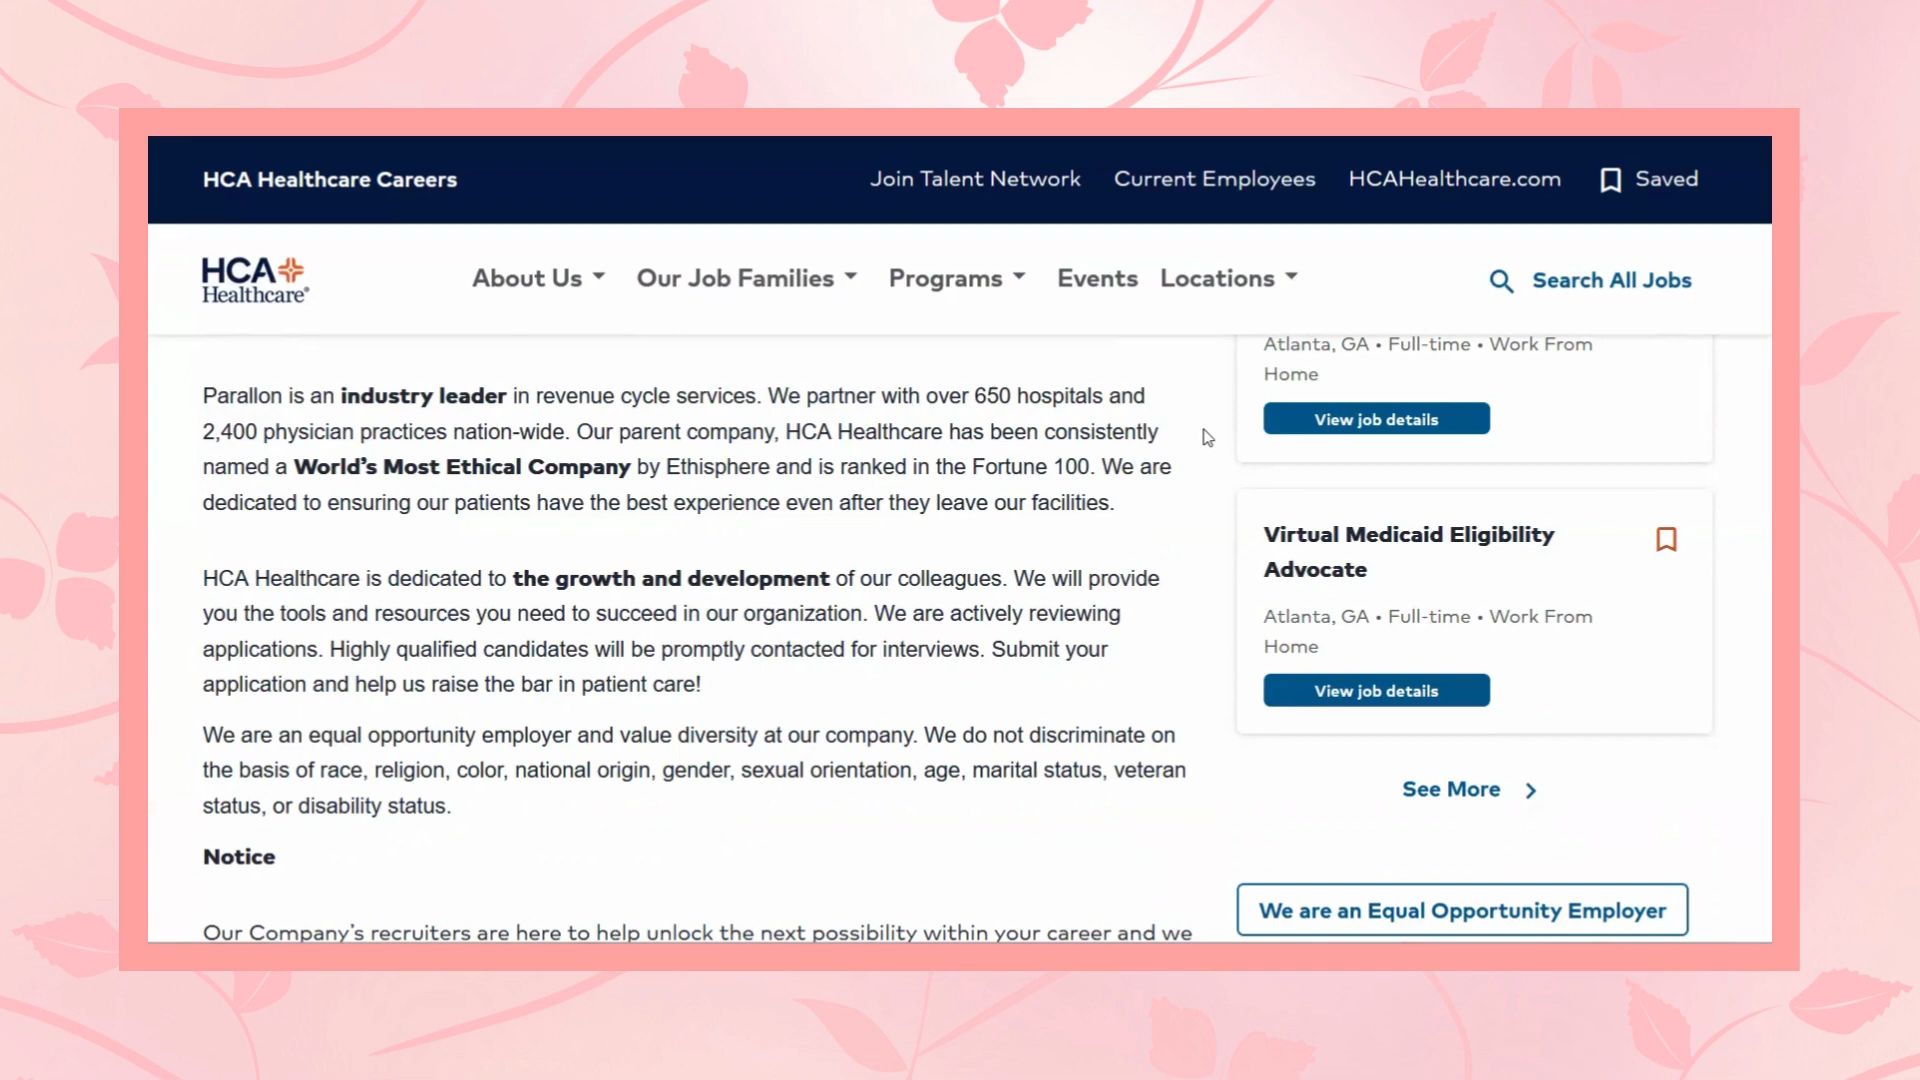 HCA Healthcare Careers
Join Talent Network
Current Employees
HCAHealthcare.com
Saved
HCA
Healthcare®
About Us
Our Job Families
Programs
Events
Locations
Search All Jobs
Parallon is an industry leader in revenue cycle services. We partner with over 650 hospitals and
2,400 physician practices nation-wide. Our parent company, HCA Healthcare has been consistently
named a World's Most Ethical Company by Ethisphere and is ranked in the Fortune 100. We are
dedicated to ensuring our patients have the best experience even after they leave our facilities.
HCA Healthcare is dedicated to the growth and development of our colleagues. We will provide
you the tools and resources you need to succeed in our organization. We are actively reviewing
applications. Highly qualified candidates will be promptly contacted for interviews. Submit your
application and help us raise the bar in patient care!
We are an equal opportunity employer and value diversity at our company. We do not discriminate on
the basis of race, religion, color, national origin, gender, sexual orientation, age, marital status, veteran
status, or disability status.
Notice
Our Company's recruiters are here to help unlock the next possibility within your career and we
Atlanta, GA • Full-time • Work From
Home
View job details
Virtual Medicaid Eligibility
Advocate
Atlanta, GA • Full-time • Work From
Home
View job details
See More
We are an Equal Opportunity Employer